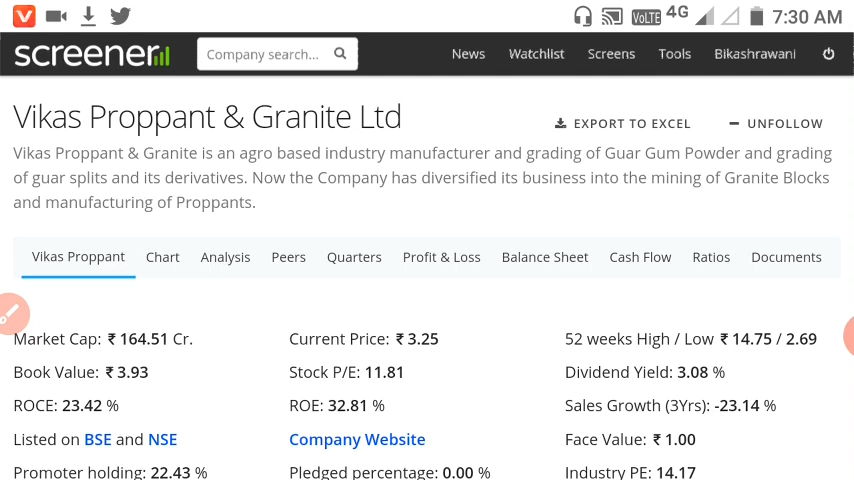 VoLTE 4G 7:30 AM
screener Company search... News Watchlist Screens Tools Bikashrawani
Vikas Proppant & Granite Ltd
EXPORT TO EXCEL UNFOLLOW
Vikas Proppant & Granite is an agro based industry manufacturer and grading of Guar Gum Powder and grading
of guar splits and its derivatives. Now the Company has diversified its business into the mining of Granite Blocks
and manufacturing of Proppants.
Vikas Proppant Chart Analysis Peers Quarters Profit & Loss Balance Sheet Cash Flow Ratios Documents
Market Cap: ₹ 164.51 Cr. Current Price: ₹ 3.25 52 weeks High / Low ₹ 14.75 / 2.69
Book Value: ₹ 3.93 Stock P/E: 11.81 Dividend Yield: 3.08 %
ROCE: 23.42 % ROE: 32.81 % Sales Growth (3Yrs): -23.14 %
Listed on BSE and NSE Company Website Face Value: ₹ 1.00
Promoter holding: 22.43 % Pledged percentage: 0.00 % Industry PE: 14.17